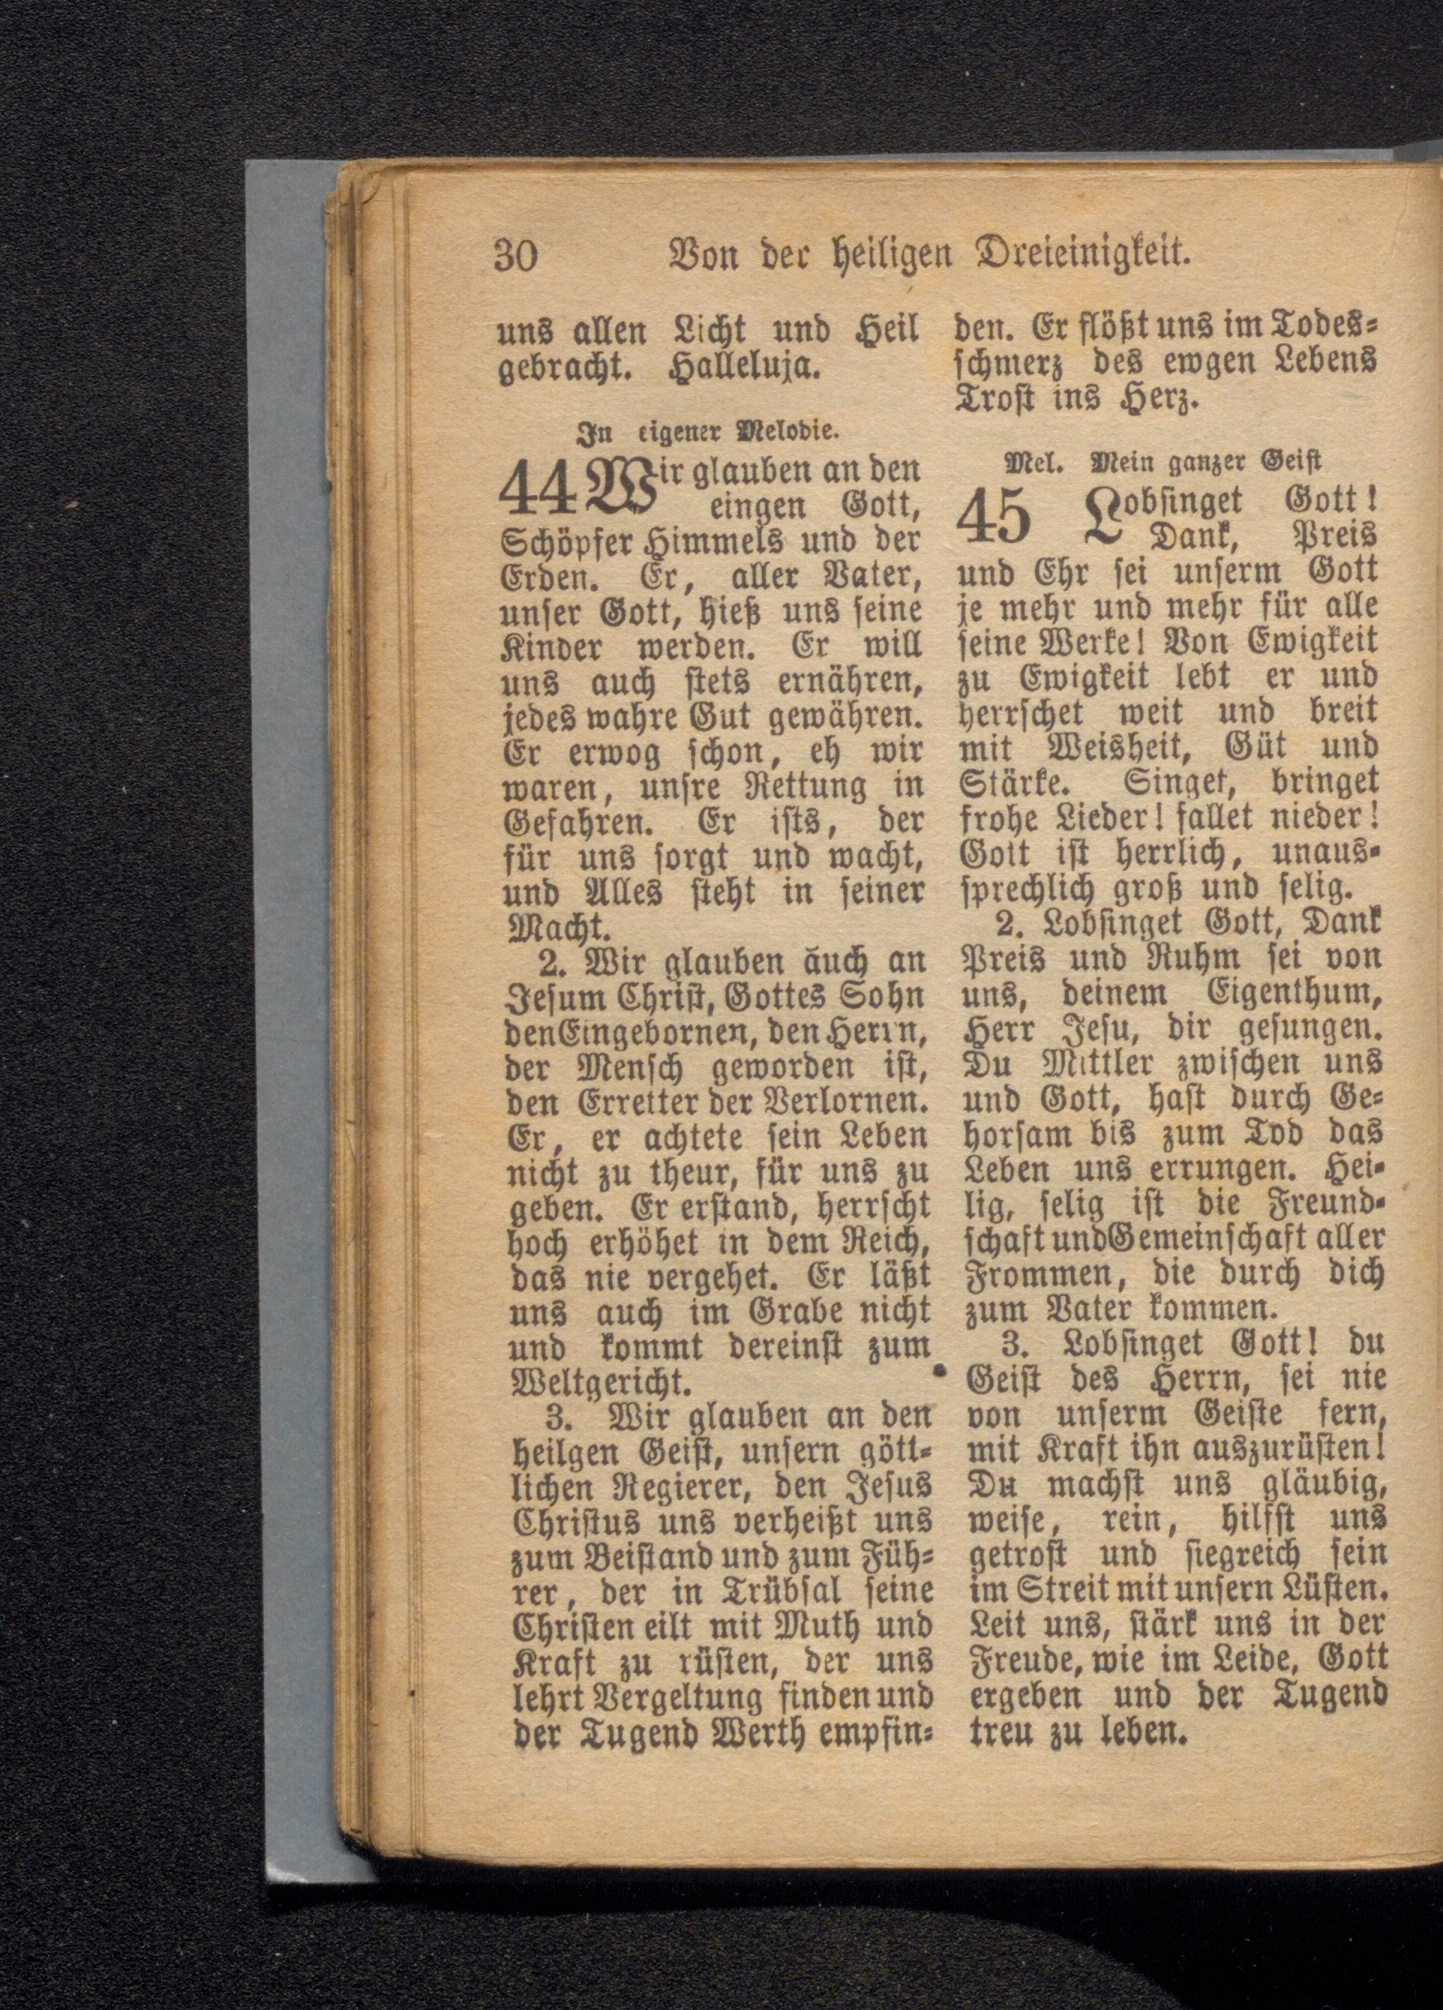 30 Von der heiligen Dreieinigkeit.
uns allen Licht und Heil
gebracht. Halleluja.
In eigener Melodie.
44 Wir glauben an den
eingen Gott,
Schöpfer Himmels und der
Erden. Er, aller Vater,
unser Gott, hieß uns seine
Kinder werden. Er will
uns auch stets ernähren,
jedes wahre Gut gewähren.
Er erwog schon, eh wir
waren, unsre Rettung in
Gefahren. Er ists, der
für uns sorgt und wacht,
und Alles steht in seiner
Macht.
2. Wir glauben auch an
Jesum Christ, Gottes Sohn
den Eingebornen, den Herrn,
der Mensch geworden ist,
den Erretter der Verlornen.
Er, er achtete sein Leben
nicht zu theur, für uns zu
geben. Er erstand, herrscht
hoch erhöhet in dem Reich,
das nie vergehet. Er läßt
uns auch im Grabe nicht
und kommt dereinst zum
Weltgericht.
3. Wir glauben an den
heilgen Geist, unsern gött-
lichen Regierer, den Jesus
Christus uns verheißt uns
zum Beistand und zum Füh-
rer, der in Trübsal seine
Christen eilt mit Muth und
Kraft zu rüsten, der uns
lehrt Vergeltung finden und
der Tugend Werth empfin-
den. Er flößt uns im Todes-
schmerz des ewgen Lebens
Trost ins Herz.
Mel. Mein ganzer Geist
45 Lobsinget Gott!
Dank, Preis
und Ehr sei unserm Gott
je mehr und mehr für alle
seine Werke! Von Ewigkeit
zu Ewigkeit lebt er und
herrschet weit und breit
mit Weisheit, Güt und
Stärke. Singet, bringet
frohe Lieder! fallet nieder!
Gott ist herrlich, unaus-
sprechlich groß und selig.
2. Lobsinget Gott, Dank
Preis und Ruhm sei von
uns, deinem Eigenthum,
Herr Jesu, dir gesungen.
Du Mittler zwischen uns
und Gott, hast durch Ge-
horsam bis zum Tod das
Leben uns errungen. Hei-
lig, selig ist die Freund-
schaft und Gemeinschaft aller
Frommen, die durch dich
zum Vater kommen.
3. Lobsinget Gott! du
Geist des Herrn, sei nie
von unserm Geiste fern,
mit Kraft ihn auszurüsten!
Du machst uns gläubig,
weise, rein, hilfst uns
getrost und siegreich sein
im Streit mit unsern Lüsten.
Leit uns, stärk uns in der
Freude, wie im Leide, Gott
ergeben und der Tugend
treu zu leben.